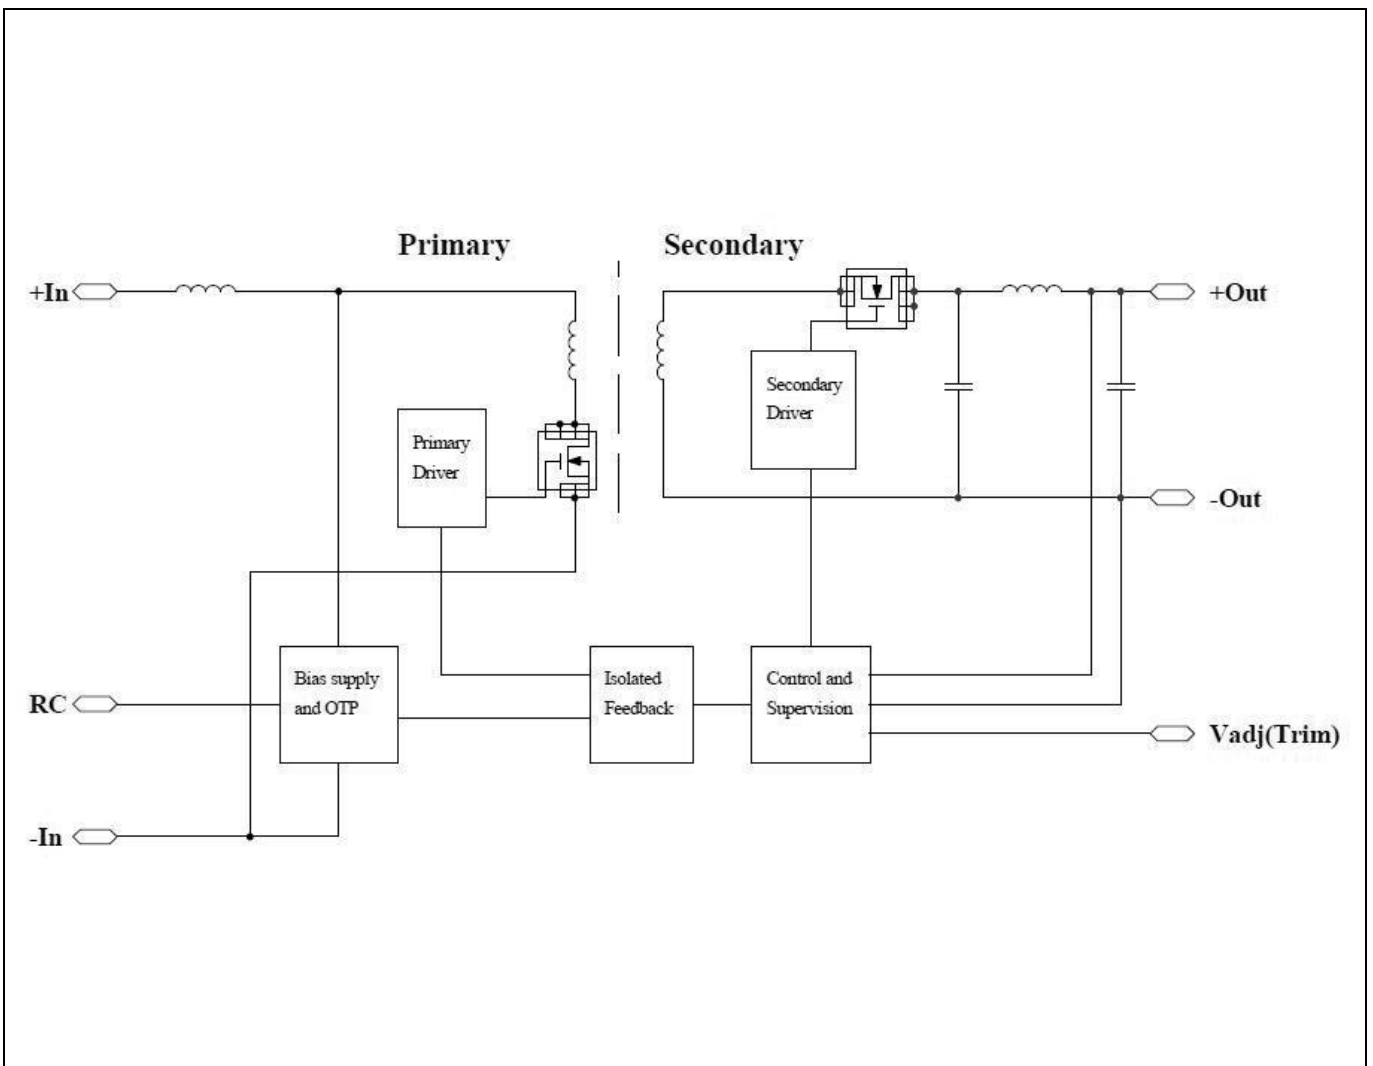 Primary
Secondary
+In
+Out
Secondary
Driver
Primary
Driver
-Out
Bias supply
and OTP
Isolated
Feedback
Control and
Supervision
RC
Vadj(Trim)
-In